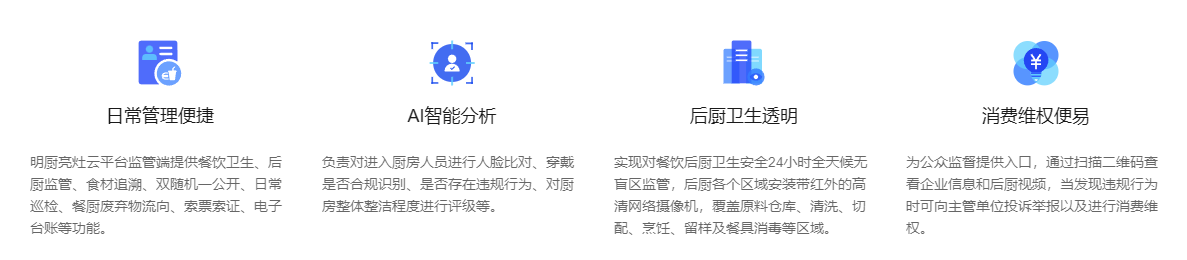 日常管理便捷
明厨亮灶云平台监管端提供餐饮卫生、后
厨监管、食材追溯、双随机一公开、日常
巡检、餐厨废弃物流向、索票索证、电子
台账等功能。
AI智能分析
负责对进入厨房人员进行人脸比对、穿戴
是否合规识别、是否存在违规行为、对厨
房整体整洁程度进行评级等。
后厨卫生透明
实现对餐饮后厨卫生安全24小时全天候无
盲区监管，后厨各个区域安装带红外的高
清网络摄像机，覆盖原料仓库、清洗、切
配、烹饪、留样及餐具消毒等区域。
消费维权便易
为公众监督提供入口，通过扫描二维码查
看企业信息和后厨视频，当发现违规行为
时可向主管单位投诉举报以及进行消费维
权。